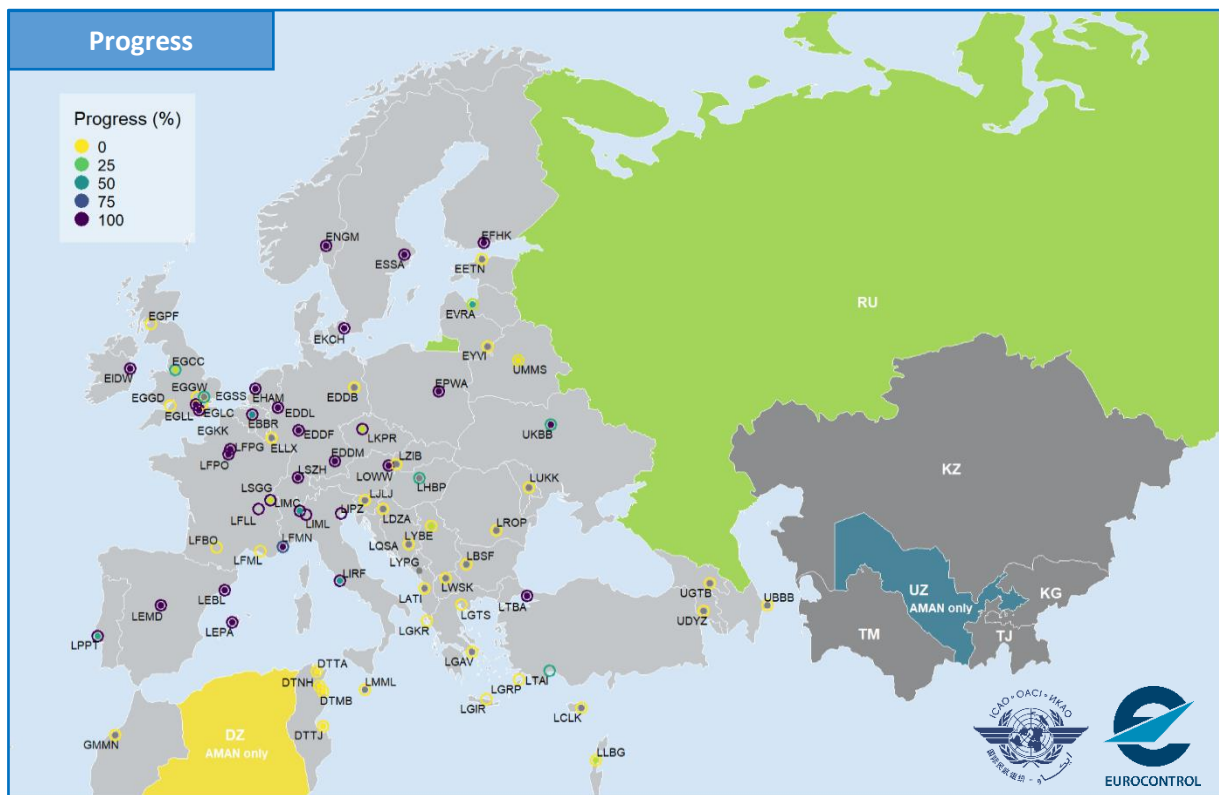 Progress
Progress (%)
0
25
50
75
100
ENGM
ESSA
EFHK
EETN
EVRA
EYVI
UMMS
EKCH
EGPF
EGCC
EIDW
EGGW
EGSS
EGGD
EGLL
EGLC
EGKK
EHAM
EBBR
EDDL
EDDB
EPWA
ELLX
EDDF
LKPR
UKBB
LFPG
LFPO
EDDM
LZIB
LSZH
LOWW
LHBP
LUKK
LSGG
LIMC
LIPZ
LJLJ
LDZA
LFLL
LIML
LYBE
LROP
LFBO
LFML
LFMN
LQSA
LYPG
LBSF
LIRF
LATI
LWSK
LEBL
LEMD
LEPA
LPPT
LGKR
LGTS
LTBA
UGTB
UDYZ
UBBB
LGAV
LTAI
LGRP
LGIR
LCLK
LLBG
LMML
DTTA
DTNH
DTMB
DTTJ
GMMN
DZ
AMAN only
RU
KZ
UZ
AMAN only
KG
TM
TJ
ICAO • OACI • ИКАО
EUROCONTROL